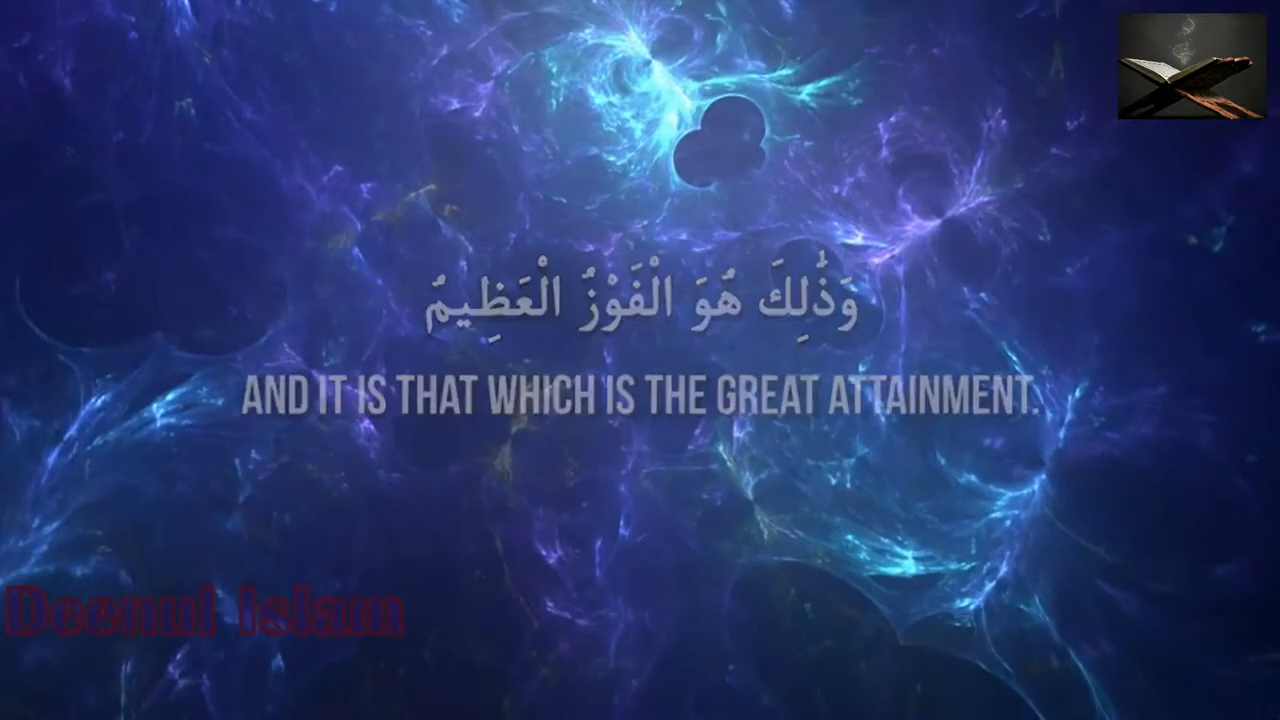 وَذَٰلِكَ هُوَ الْفَوْزُ الْعَظِيمُ
AND IT IS THAT WHICH IS THE GREAT ATTAINMENT.
Deenul Islam